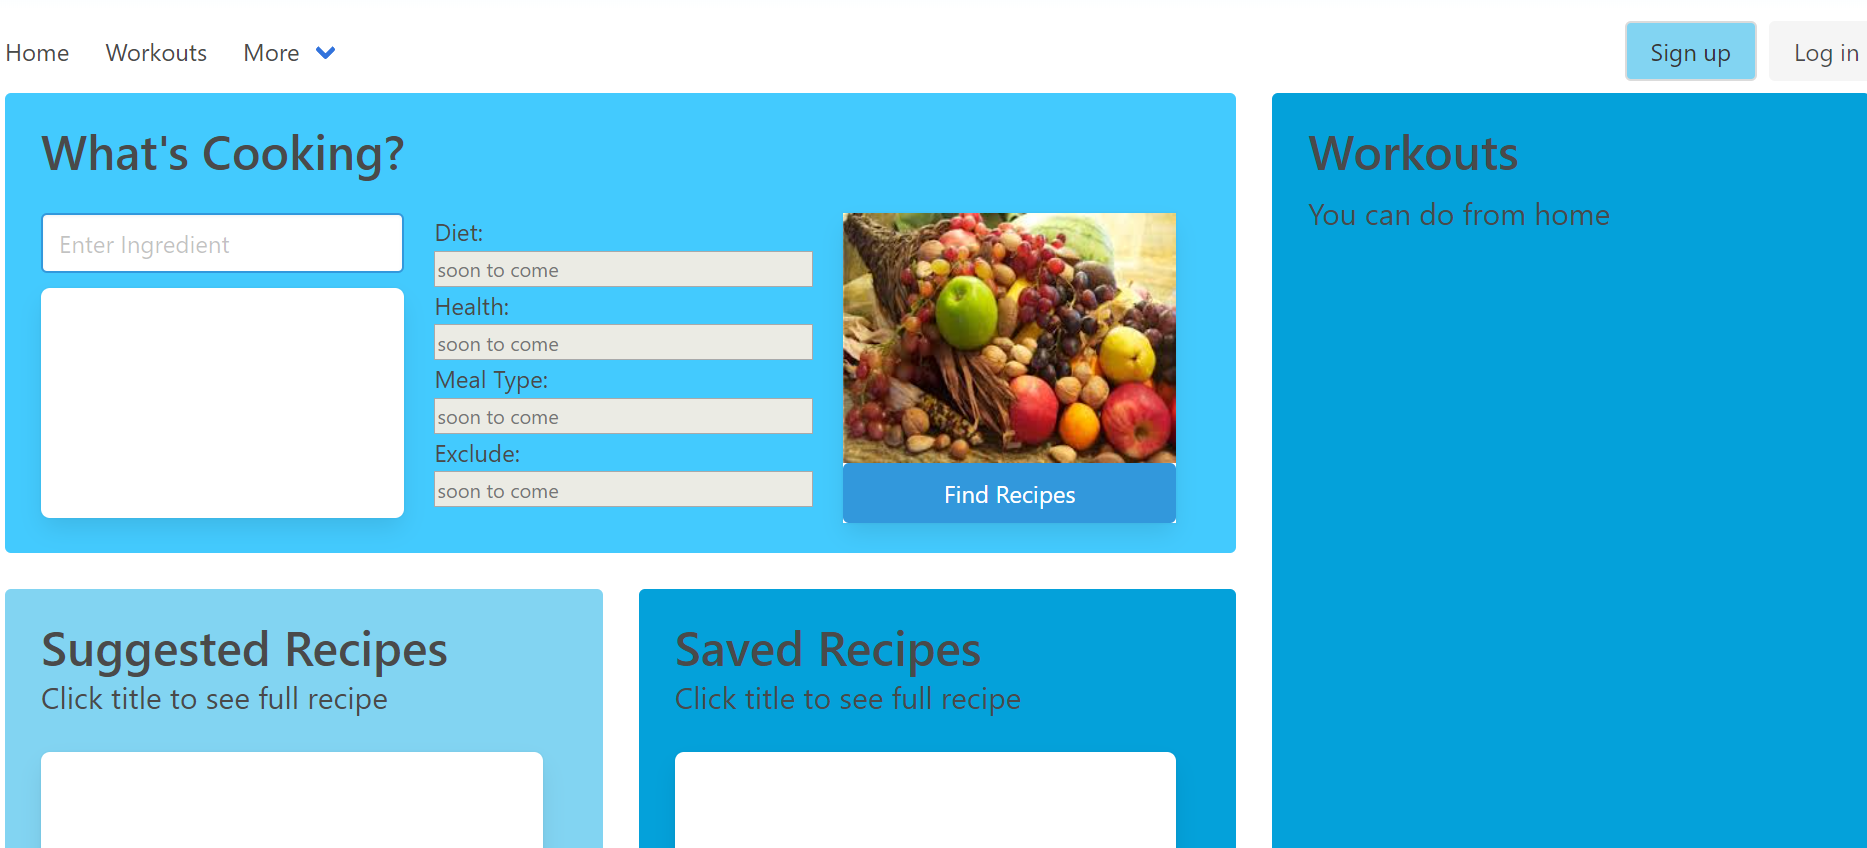 Home
Workouts
More
Sign up
Log in
What's Cooking?
Enter Ingredient
Diet:
soon to come
Health:
soon to come
Meal Type:
soon to come
Exclude:
soon to come
Find Recipes
Workouts
You can do from home
Suggested Recipes
Click title to see full recipe
Saved Recipes
Click title to see full recipe